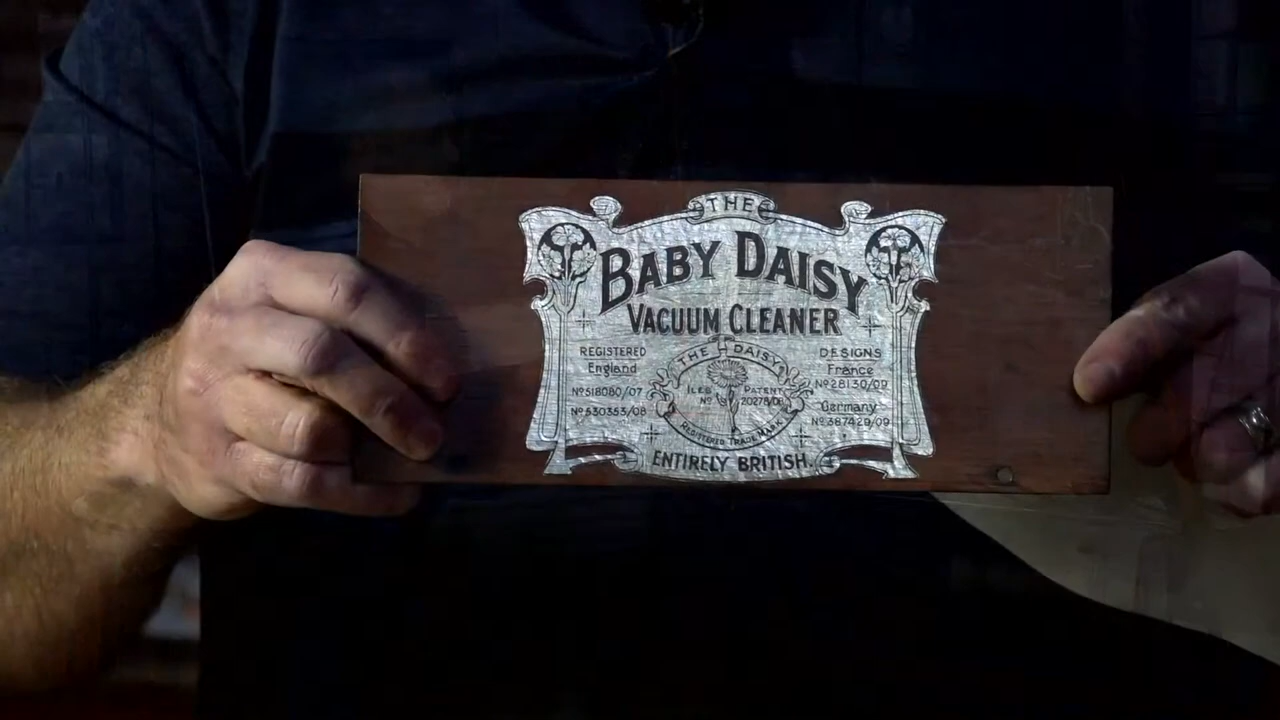 THE
BABY DAISY
VACUUM CLEANER
REGISTERED
England
Nº518080/07
Nº530353/08
THE DAISY
ILES PATENT
Nº 20278/08
REGISTERED TRADE MARK
DESIGNS
France
Nº28130/09
Germany
Nº387429/09
ENTIRELY BRITISH.